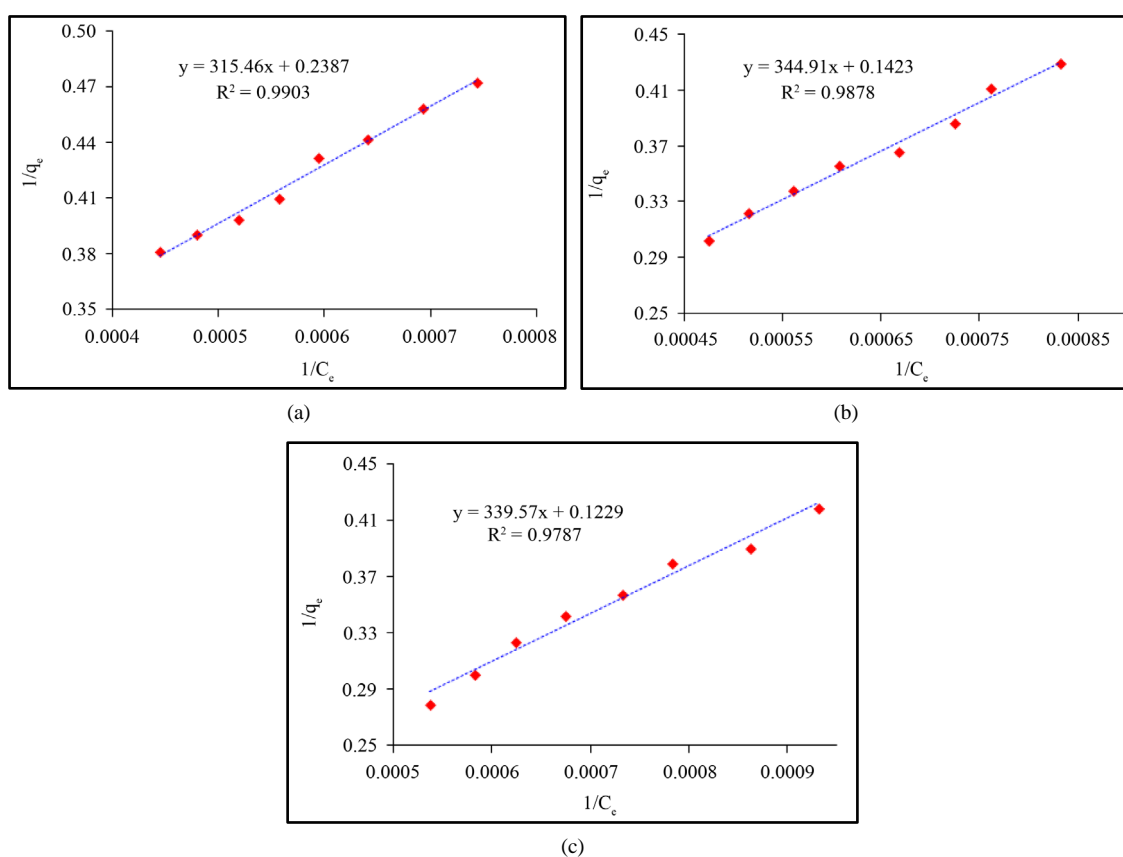 0.50
0.47
0.44
0.41
0.38
0.35
1/qₑ
y = 315.46x + 0.2387
R² = 0.9903
0.0004 0.0005 0.0006 0.0007 0.0008
1/Cₑ
(a)
0.45
0.41
0.37
0.33
0.29
0.25
1/qₑ
y = 344.91x + 0.1423
R² = 0.9878
0.00045 0.00055 0.00065 0.00075 0.00085
1/Cₑ
(b)
0.45
0.41
0.37
0.33
0.29
0.25
1/qₑ
y = 339.57x + 0.1229
R² = 0.9787
0.0005 0.0006 0.0007 0.0008 0.0009
1/Cₑ
(c)